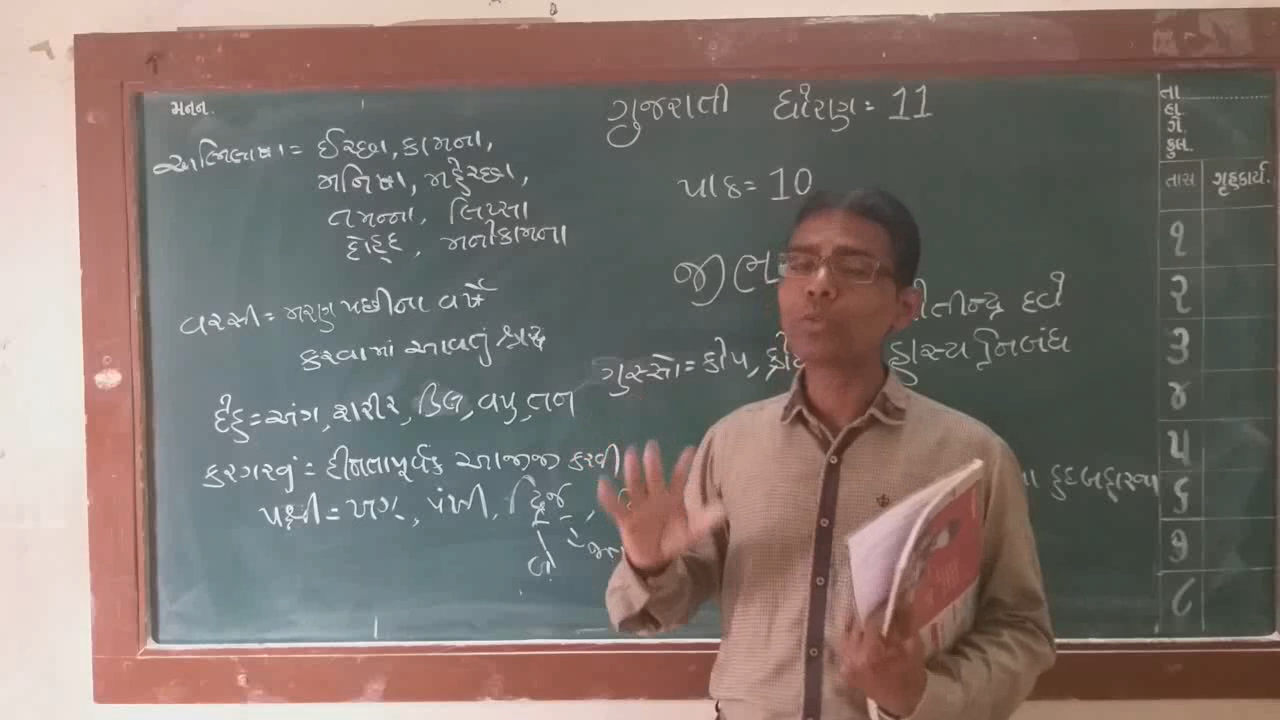 મનન.
ગુજરાતી ધોરણ = 11
અભિલાષા = ઈચ્છા, કામના,
મનિષા, મહેચ્છા,
તમન્ના, લિપ્સા
દોહદ, મનોકામના
પાઠ = 10
જીભ
હાસ્ય નિબંધ
વરસી = મરણ પછીના વર્ષે
કરવામાં આવતું શ્રાદ્ધ
ગુસ્સો = કોપ,
દેહ = અંગ, શરીર, ડિલ, વપુ, તન
કરગરવું = દીનતાપૂર્વક આજીજી કરવી
પક્ષી = ખગ, પંખી, દ્વિજ,
બે
તા
હા
ગે.
કુલ.
તાસ ગૃહકાર્ય.
૧
૨
૩
૪
૫
૬
૭
૮